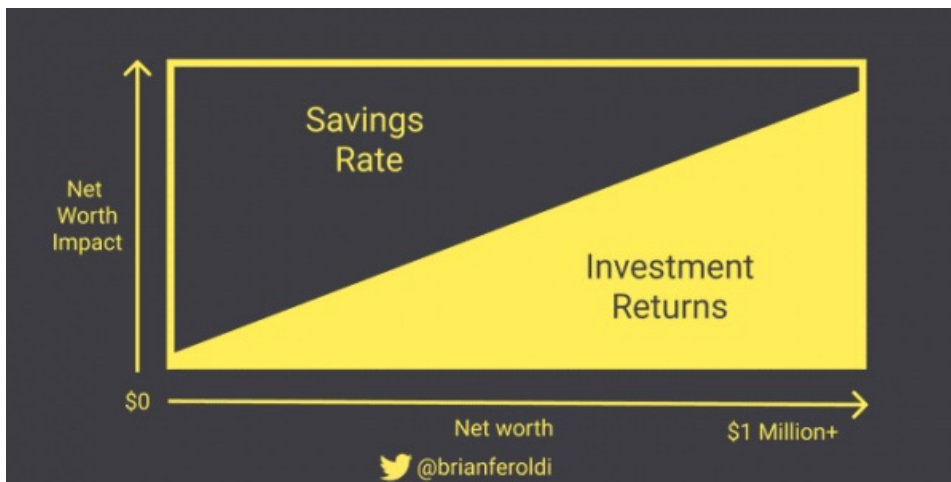 Savings
Rate
Net
Worth
Impact
Investment
Returns
$0
Net worth
$1 Million+
@brianferoldi